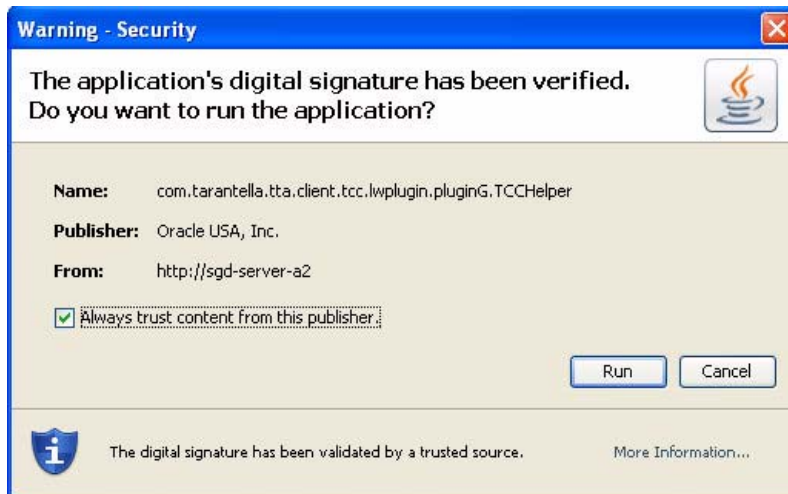 Warning - Security
The application's digital signature has been verified.
Do you want to run the application?
Name: com.tarantella.tta.client.tcc.lwplugin.pluginG.TCCHelper
Publisher: Oracle USA, Inc.
From: http://sgd-server-a2
Always trust content from this publisher.
Run Cancel
The digital signature has been validated by a trusted source. More Information...